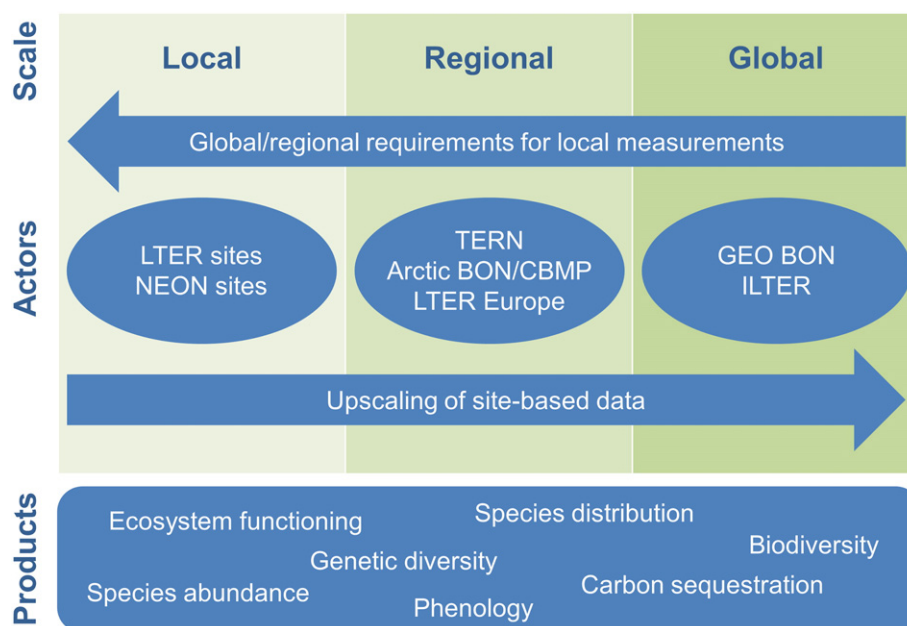 Scale
Local
Regional
Global
Global/regional requirements for local measurements
Actors
LTER sites
NEON sites
TERN
Arctic BON/CBMP
LTER Europe
GEO BON
ILTER
Upscaling of site-based data
Products
Ecosystem functioning
Species distribution
Biodiversity
Genetic diversity
Carbon sequestration
Species abundance
Phenology